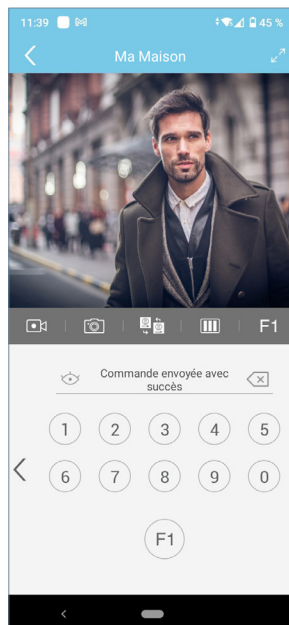 11:39 45 %
Ma Maison
F1
Commande envoyée avec
succès
1 2 3 4 5
6 7 8 9 0
F1